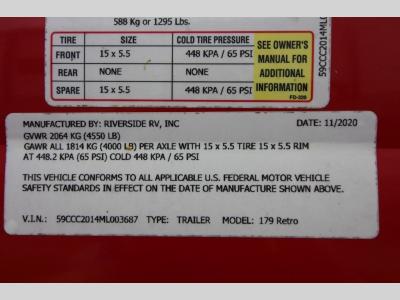 588 Kg or 1295 Lbs.
TIRE SIZE COLD TIRE PRESSURE
FRONT 15 x 5.5 448 KPA / 65 PSI
REAR NONE NONE
SPARE 15 x 5.5 448 KPA / 65 PSI
SEE OWNER'S
MANUAL FOR
ADDITIONAL
INFORMATION
59CCC2014ML00
MANUFACTURED BY: RIVERSIDE RV, INC DATE: 11/2020
GVWR 2064 KG (4550 LB)
GAWR ALL 1814 KG (4000 LB) PER AXLE WITH 15 x 5.5 TIRE 15 x 5.5 RIM
AT 448.2 KPA (65 PSI) COLD 448 KPA / 65 PSI
THIS VEHICLE CONFORMS TO ALL APPLICABLE U.S. FEDERAL MOTOR VEHICLE
SAFETY STANDARDS IN EFFECT ON THE DATE OF MANUFACTURE SHOWN ABOVE.
V.I.N.: 59CCC2014ML003687 TYPE: TRAILER MODEL: 179 Retro